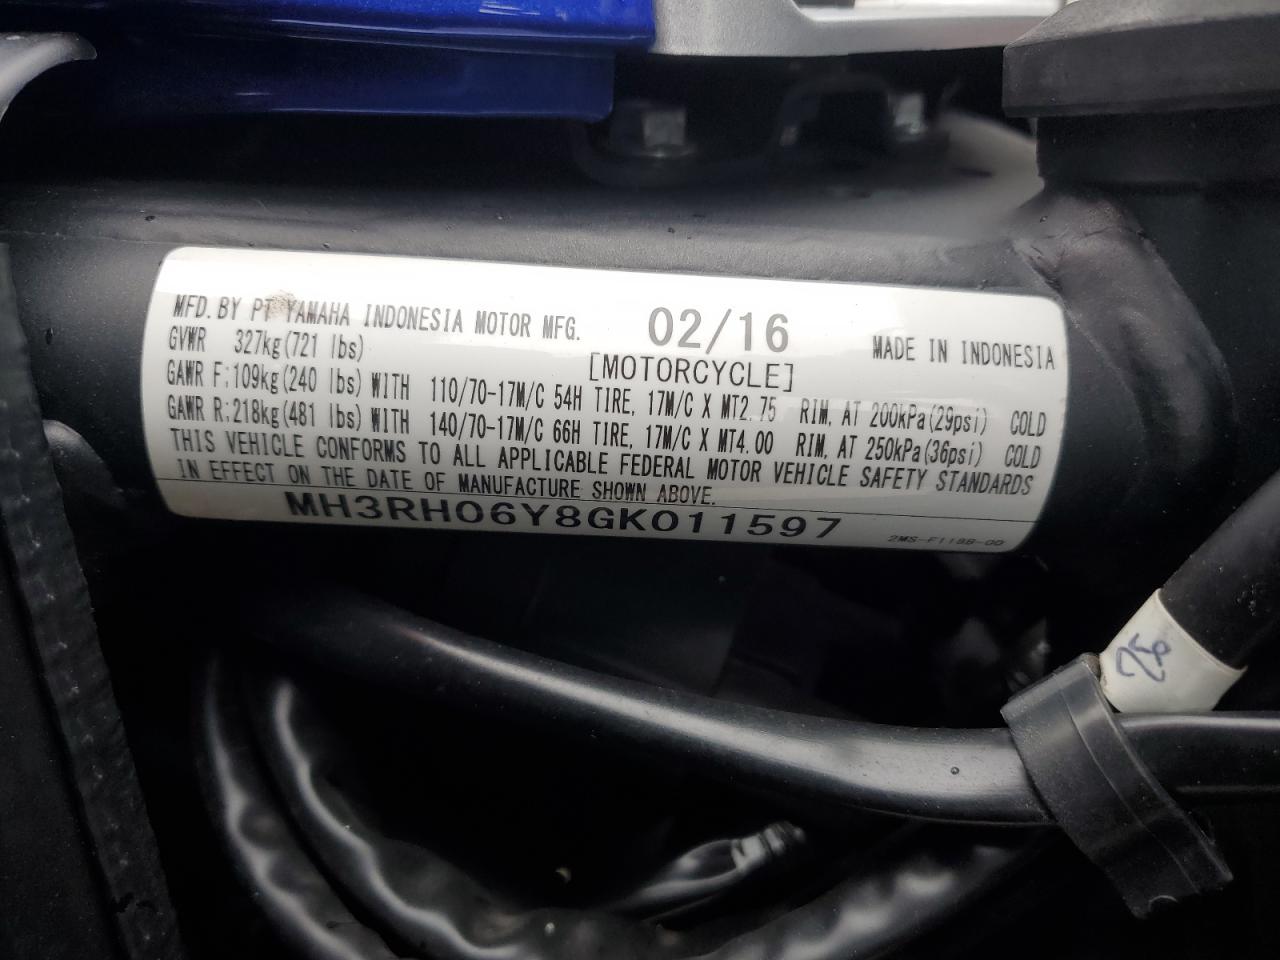 MFD. BY PT YAMAHA INDONESIA MOTOR MFG. 02/16 MADE IN INDONESIA
GVWR 327kg(721 lbs) [MOTORCYCLE]
GAWR F:109kg(240 lbs)WITH 110/70-17M/C 54H TIRE, 17M/C X MT2.75 RIM, AT 200kPa(29psi) COLD
GAWR R:218kg(481 lbs)WITH 140/70-17M/C 66H TIRE, 17M/C X MT4.00 RIM, AT 250kPa(36psi) COLD
THIS VEHICLE CONFORMS TO ALL APPLICABLE FEDERAL MOTOR VEHICLE SAFETY STANDARDS
IN EFFECT ON THE DATE OF MANUFACTURE SHOWN ABOVE.
MH3RH06Y8GK011597
2MS-F119B-00